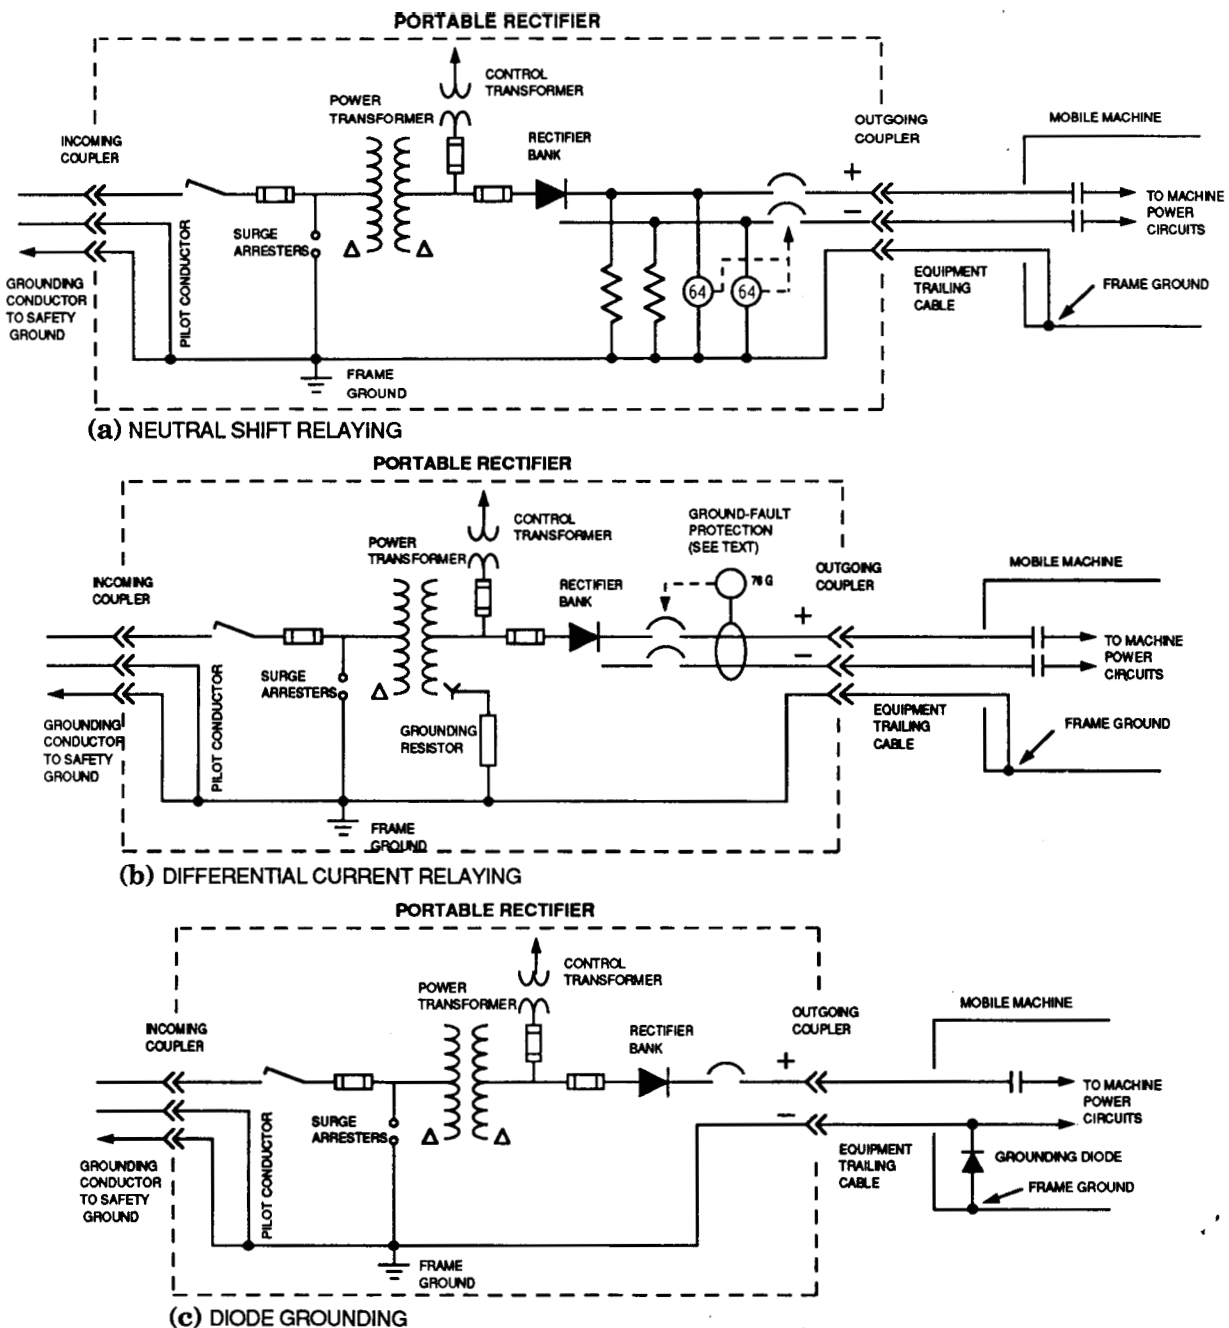 PORTABLE RECTIFIER
CONTROL
TRANSFORMER
POWER
TRANSFORMER
RECTIFIER
BANK
OUTGOING
COUPLER
MOBILE MACHINE
INCOMING
COUPLER
+
−
TO MACHINE
POWER
CIRCUITS
PILOT CONDUCTOR
SURGE
ARRESTERS
Δ Δ
64
64
EQUIPMENT
TRAILING
CABLE
FRAME GROUND
GROUNDING
CONDUCTOR
TO SAFETY
GROUND
FRAME
GROUND
(a) NEUTRAL SHIFT RELAYING
PORTABLE RECTIFIER
CONTROL
TRANSFORMER
GROUND-FAULT
PROTECTION
(SEE TEXT)
POWER
TRANSFORMER
76 G
RECTIFIER
BANK
OUTGOING
COUPLER
MOBILE MACHINE
INCOMING
COUPLER
+
−
TO MACHINE
POWER
CIRCUITS
PILOT CONDUCTOR
SURGE
ARRESTERS
Δ
GROUNDING
RESISTOR
EQUIPMENT
TRAILING
CABLE
FRAME GROUND
GROUNDING
CONDUCTOR
TO SAFETY
GROUND
FRAME
GROUND
(b) DIFFERENTIAL CURRENT RELAYING
PORTABLE RECTIFIER
CONTROL
TRANSFORMER
POWER
TRANSFORMER
RECTIFIER
BANK
OUTGOING
COUPLER
MOBILE MACHINE
INCOMING
COUPLER
+
−
TO MACHINE
POWER
CIRCUITS
PILOT CONDUCTOR
SURGE
ARRESTERS
Δ Δ
EQUIPMENT
TRAILING
CABLE
GROUNDING DIODE
FRAME GROUND
GROUNDING
CONDUCTOR
TO SAFETY
GROUND
FRAME
GROUND
(c) DIODE GROUNDING